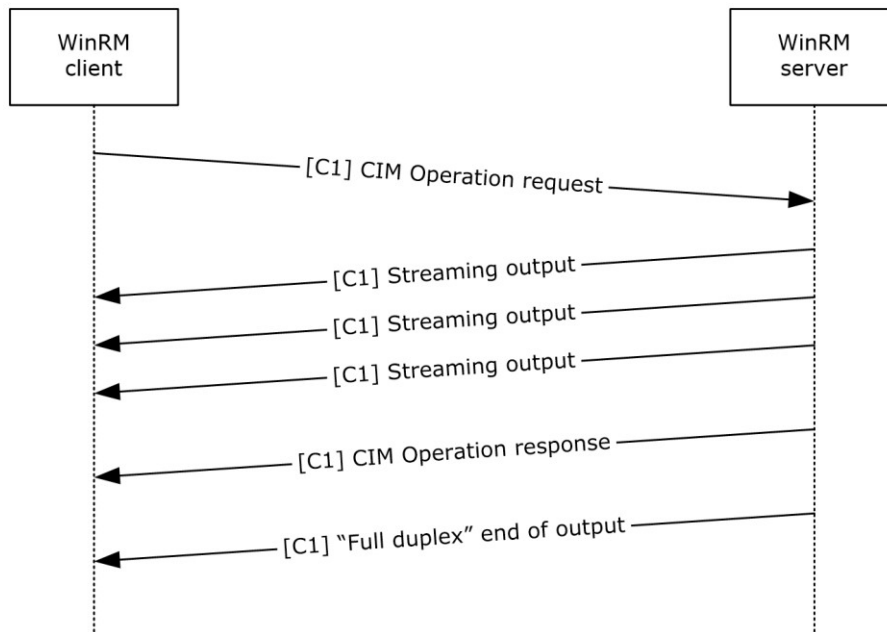 WinRM
client
WinRM
server
[C1] CIM Operation request
[C1] Streaming output
[C1] Streaming output
[C1] Streaming output
[C1] CIM Operation response
[C1] “Full duplex” end of output